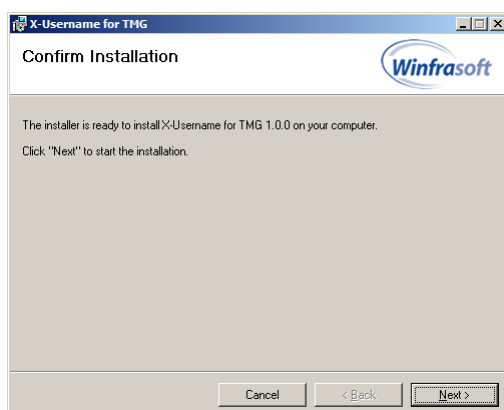 X-Username for TMG
Confirm Installation
Winfrasoft
The installer is ready to install X-Username for TMG 1.0.0 on your computer.
Click "Next" to start the installation.
Cancel
< Back
Next >